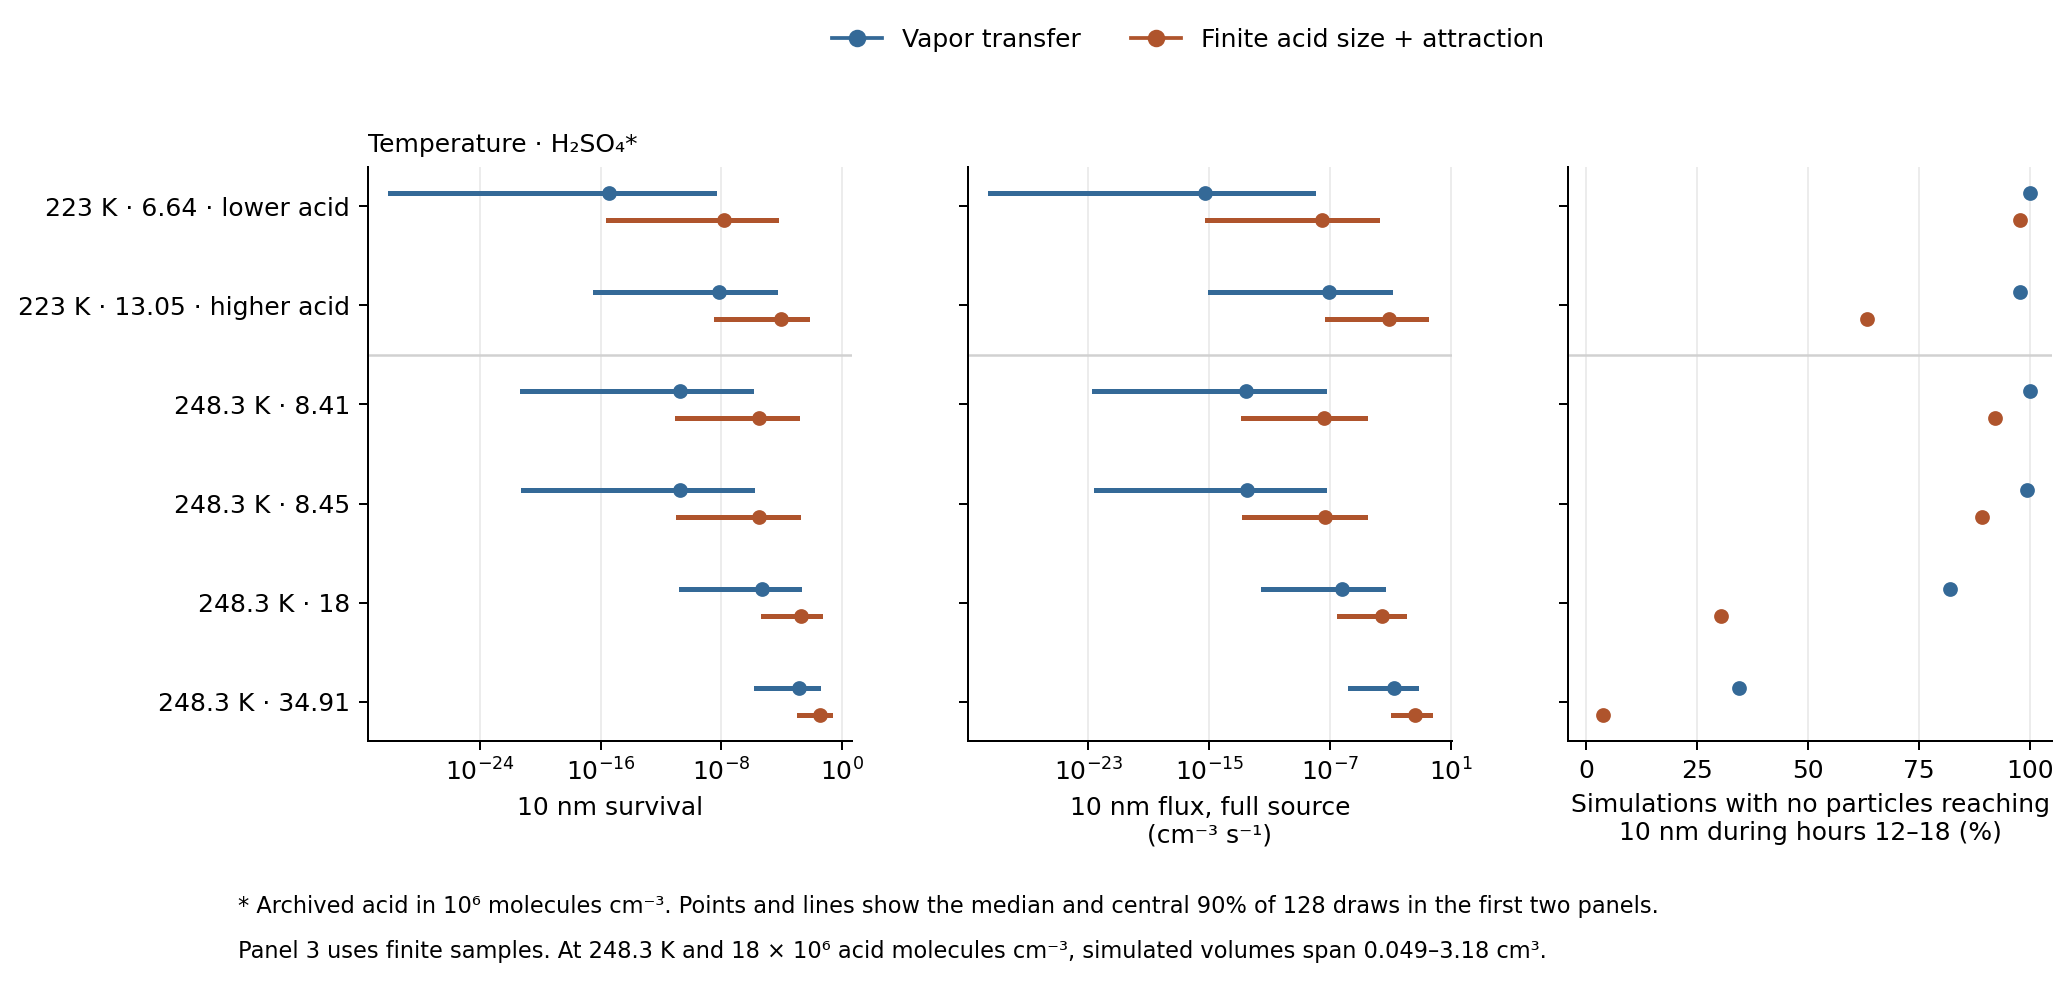 Vapor transfer
Finite acid size + attraction
Temperature · H₂SO₄*
223 K · 6.64 · lower acid
223 K · 13.05 · higher acid
248.3 K · 8.41
248.3 K · 8.45
248.3 K · 18
248.3 K · 34.91
10⁻²⁴ 10⁻¹⁶ 10⁻⁸ 10⁰
10 nm survival
10⁻²³ 10⁻¹⁵ 10⁻⁷ 10¹
10 nm flux, full source
(cm⁻³ s⁻¹)
0 25 50 75 100
Simulations with no particles reaching
10 nm during hours 12–18 (%)
* Archived acid in 10⁶ molecules cm⁻³. Points and lines show the median and central 90% of 128 draws in the first two panels.
Panel 3 uses finite samples. At 248.3 K and 18 × 10⁶ acid molecules cm⁻³, simulated volumes span 0.049–3.18 cm³.